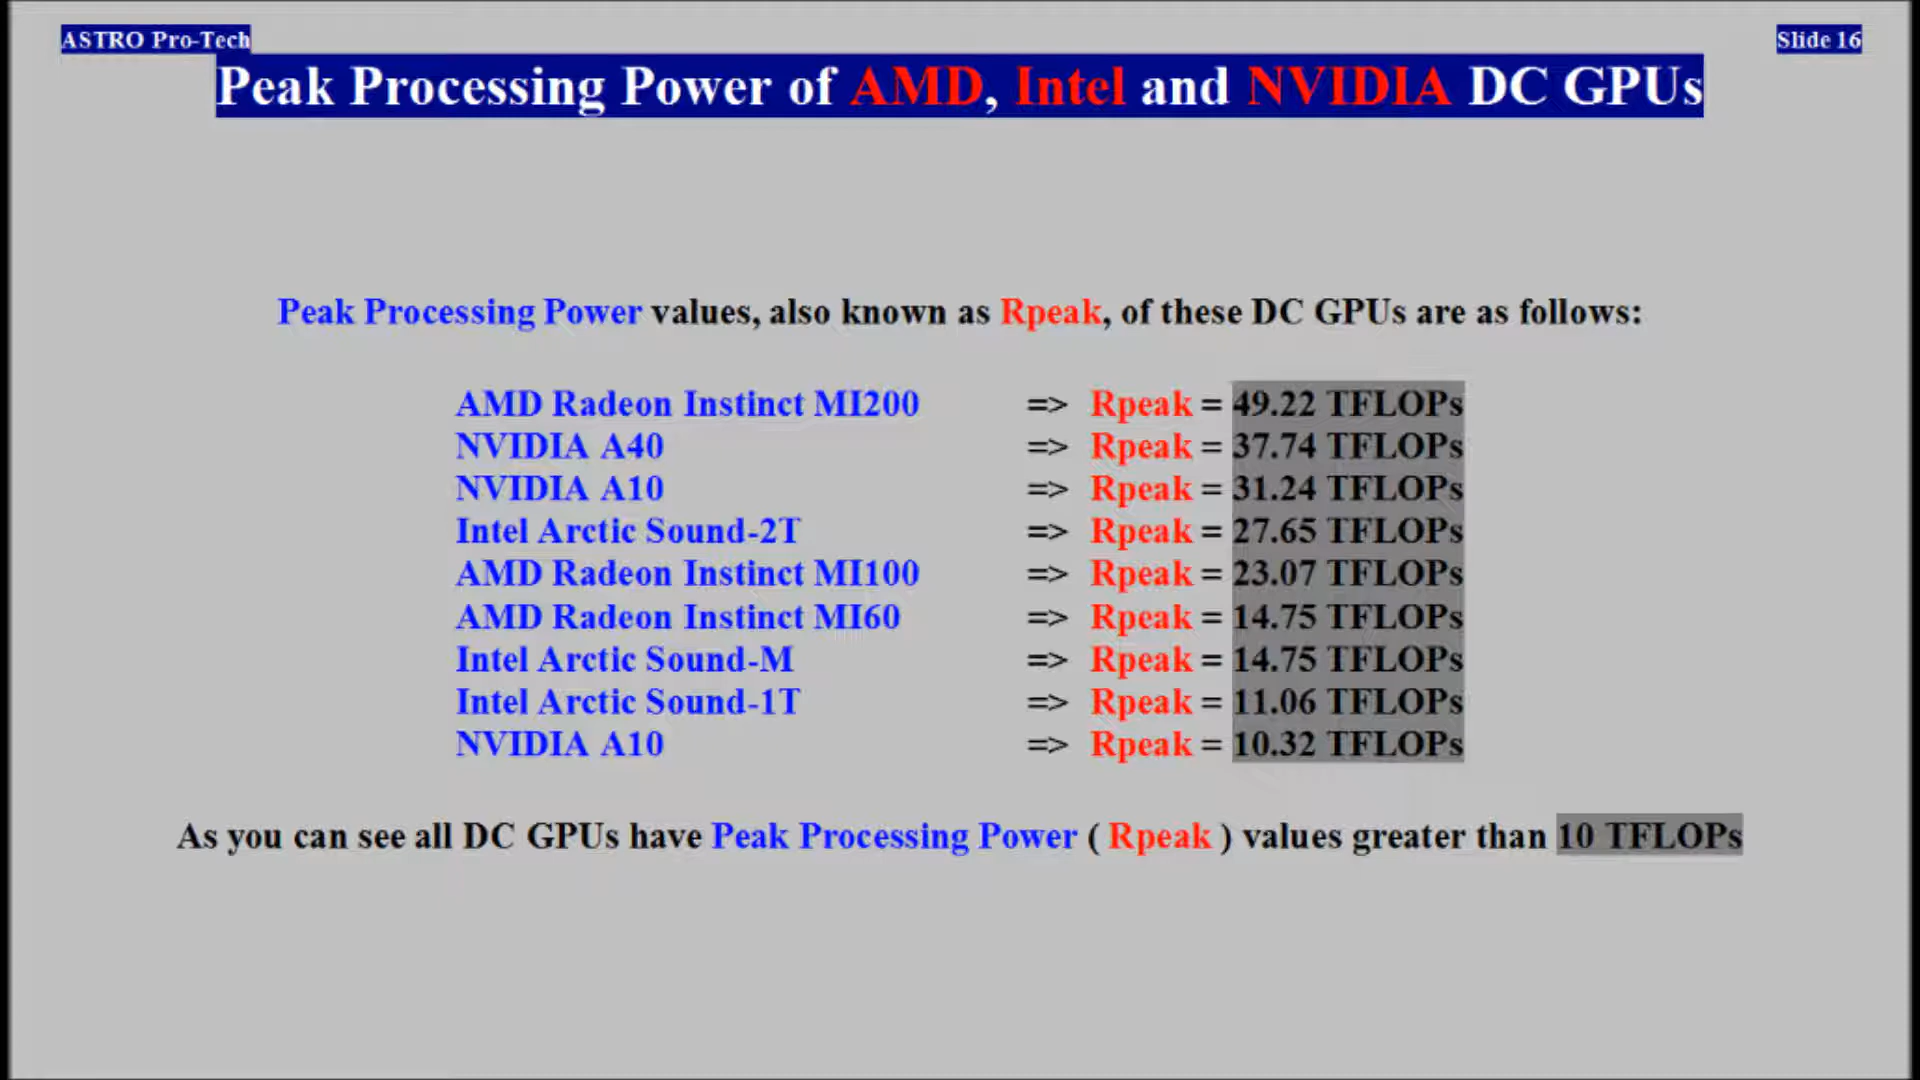 ASTRO Pro-Tech
Slide 16
Peak Processing Power of AMD, Intel and NVIDIA DC GPUs
Peak Processing Power values, also known as Rpeak, of these DC GPUs are as follows:
AMD Radeon Instinct MI200 => Rpeak = 49.22 TFLOPs
NVIDIA A40 => Rpeak = 37.74 TFLOPs
NVIDIA A10 => Rpeak = 31.24 TFLOPs
Intel Arctic Sound-2T => Rpeak = 27.65 TFLOPs
AMD Radeon Instinct MI100 => Rpeak = 23.07 TFLOPs
AMD Radeon Instinct MI60 => Rpeak = 14.75 TFLOPs
Intel Arctic Sound-M => Rpeak = 14.75 TFLOPs
Intel Arctic Sound-1T => Rpeak = 11.06 TFLOPs
NVIDIA A10 => Rpeak = 10.32 TFLOPs
As you can see all DC GPUs have Peak Processing Power ( Rpeak ) values greater than 10 TFLOPs